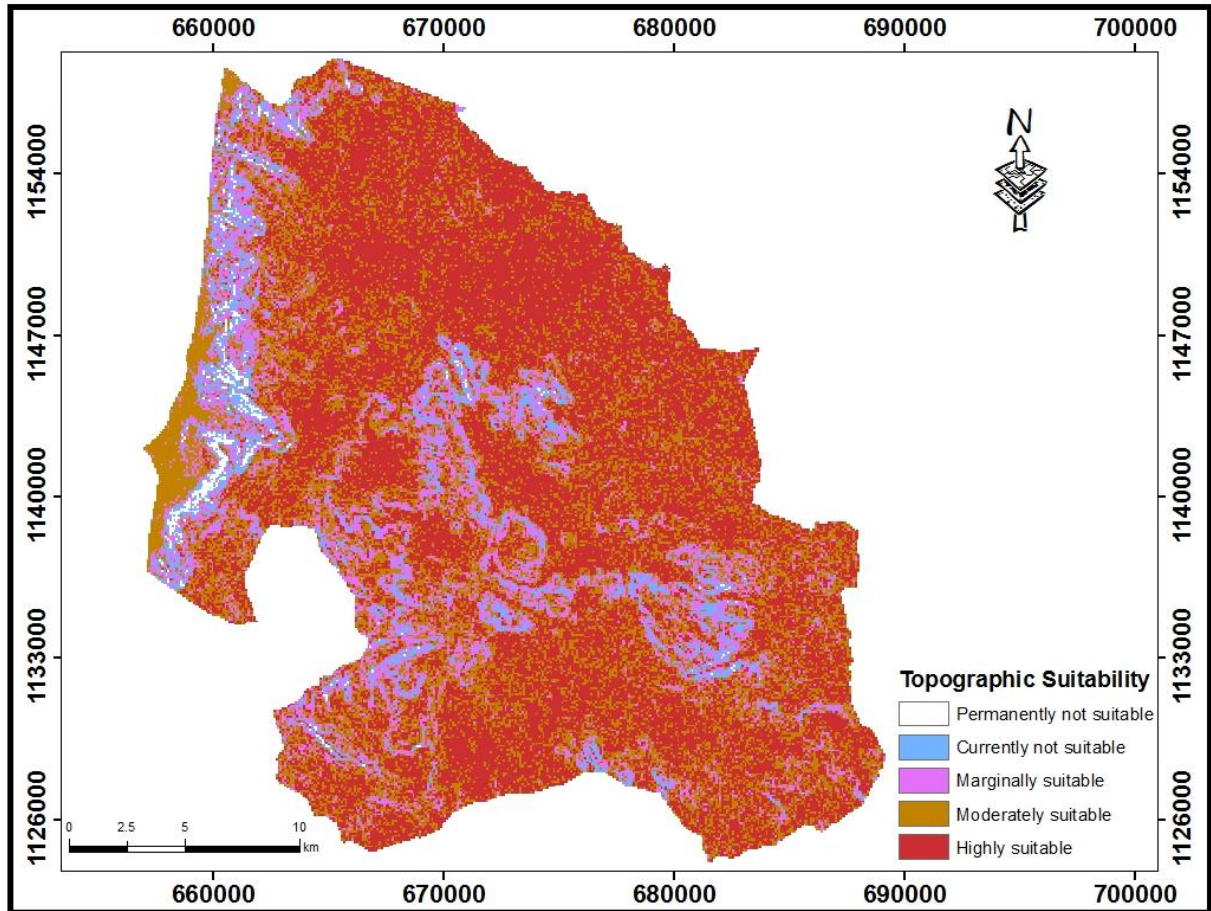 660000 670000 680000 690000 700000
N
1154000 1154000
1147000 1147000
1140000 1140000
1133000 1133000
Topographic Suitability
Permanently not suitable
Currently not suitable
Marginally suitable
Moderately suitable
Highly suitable
1126000 1126000
0 2.5 5 10
km
660000 670000 680000 690000 700000